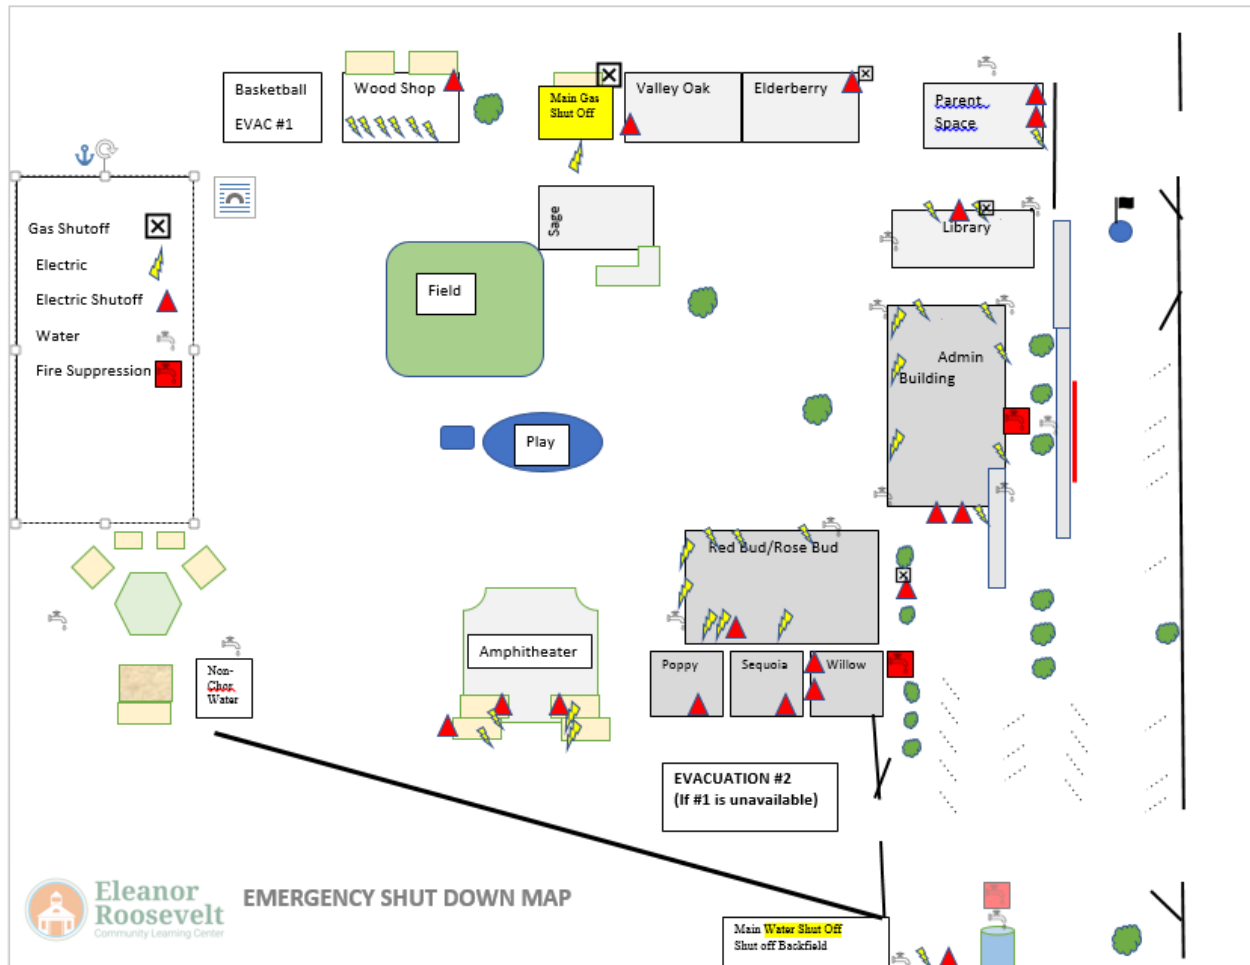 Basketball
EVAC #1
Wood Shop
Main Gas
Shut Off
Valley Oak
Elderberry
Parent
Space
Gas Shutoff
Electric
Electric Shutoff
Water
Fire Suppression
Sage
Library
Field
Admin
Building
Play
Red Bud/Rose Bud
Amphitheater
Poppy
Sequoia
Willow
Non-
Chor
Water
EVACUATION #2
(If #1 is unavailable)
Eleanor
Roosevelt
Community Learning Center
EMERGENCY SHUT DOWN MAP
Main Water Shut Off
Shut off Backfield